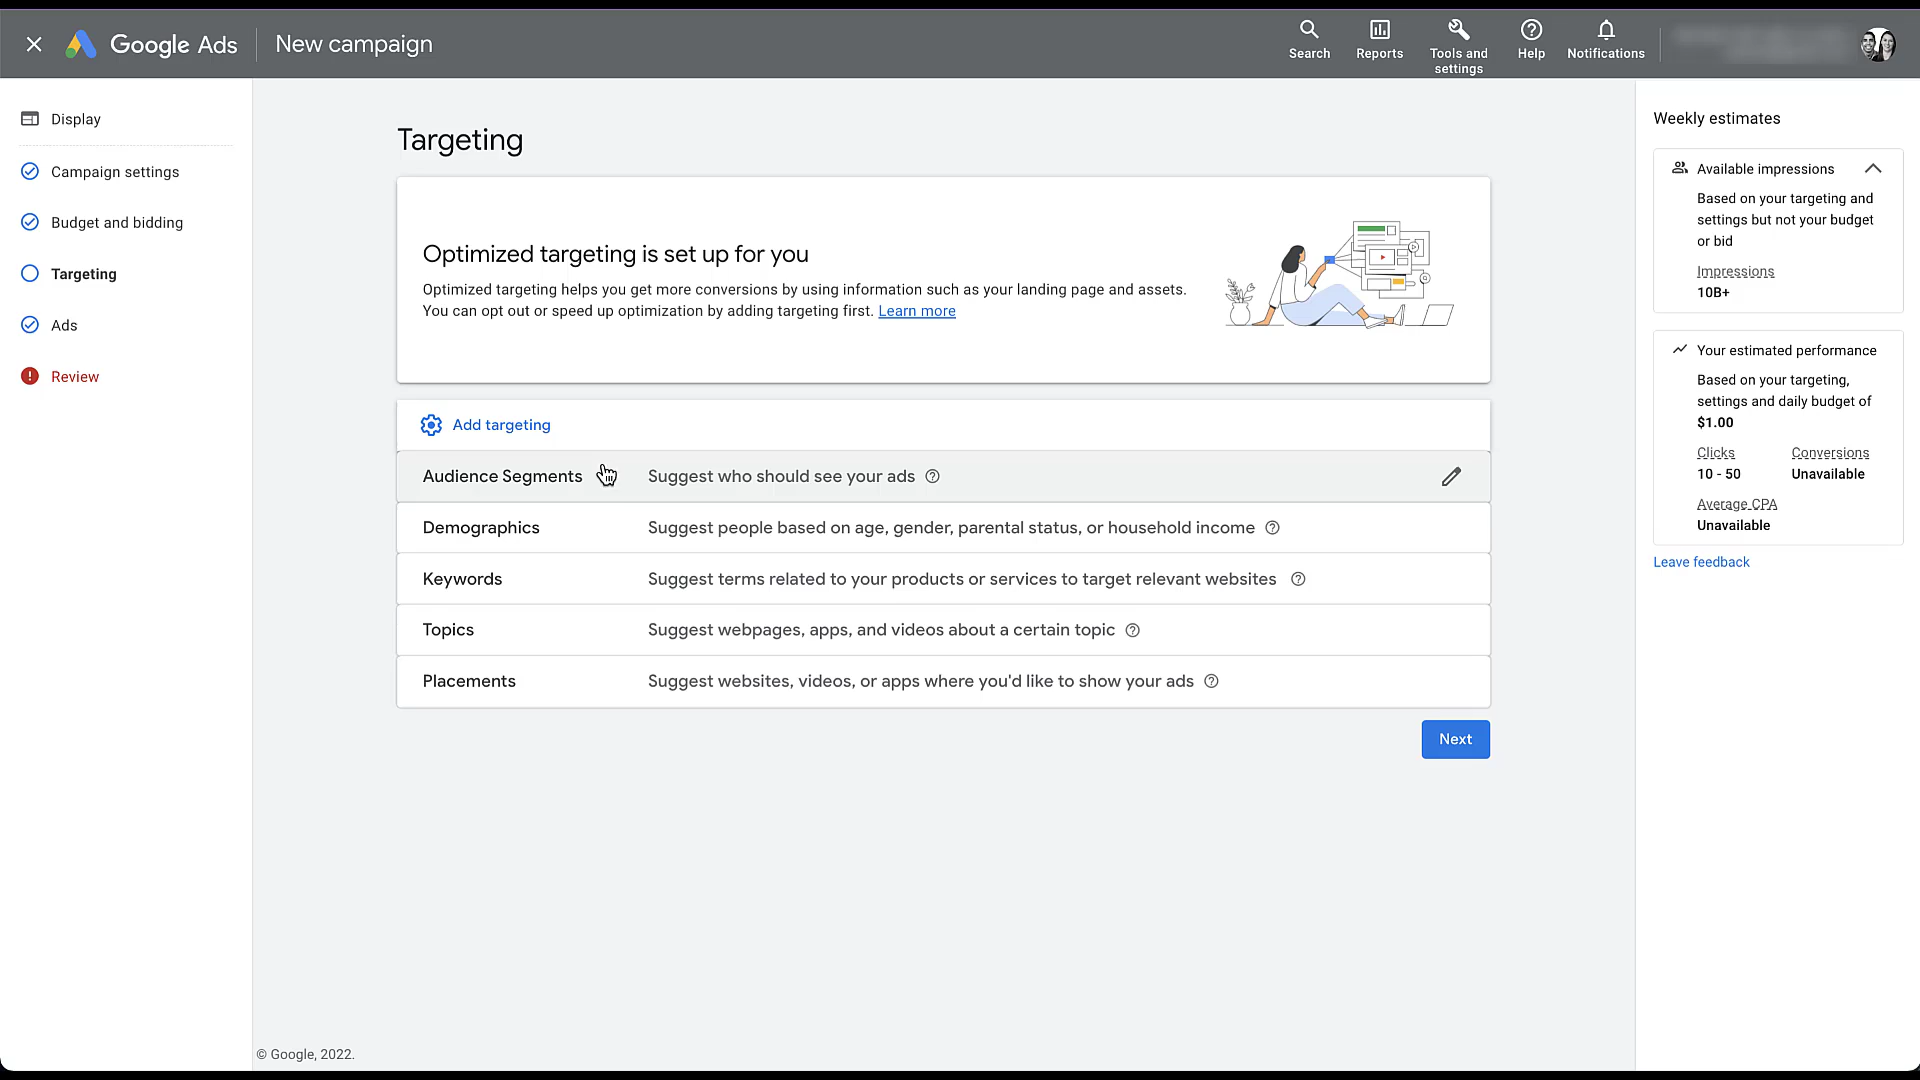 Google Ads
New campaign
Search
Reports
Tools and
settings
Help
Notifications
Display
Campaign settings
Budget and bidding
Targeting
Ads
Review
Targeting
Optimized targeting is set up for you
Optimized targeting helps you get more conversions by using information such as your landing page and assets.
You can opt out or speed up optimization by adding targeting first. Learn more
Add targeting
Audience Segments Suggest who should see your ads
Demographics Suggest people based on age, gender, parental status, or household income
Keywords Suggest terms related to your products or services to target relevant websites
Topics Suggest webpages, apps, and videos about a certain topic
Placements Suggest websites, videos, or apps where you'd like to show your ads
Next
Weekly estimates
Available impressions
Based on your targeting and
settings but not your budget
or bid
Impressions
10B+
Your estimated performance
Based on your targeting,
settings and daily budget of
$1.00
Clicks Conversions
10 - 50 Unavailable
Average CPA
Unavailable
Leave feedback
© Google, 2022.